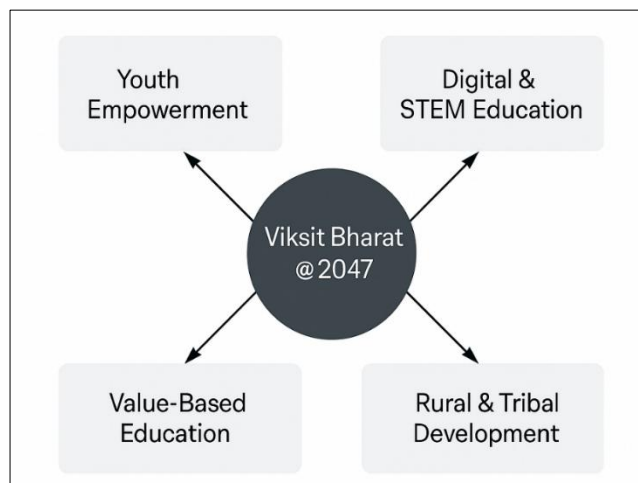 Youth
Empowerment
Digital &
STEM Education
Viksit Bharat
@ 2047
Value-Based
Education
Rural & Tribal
Development